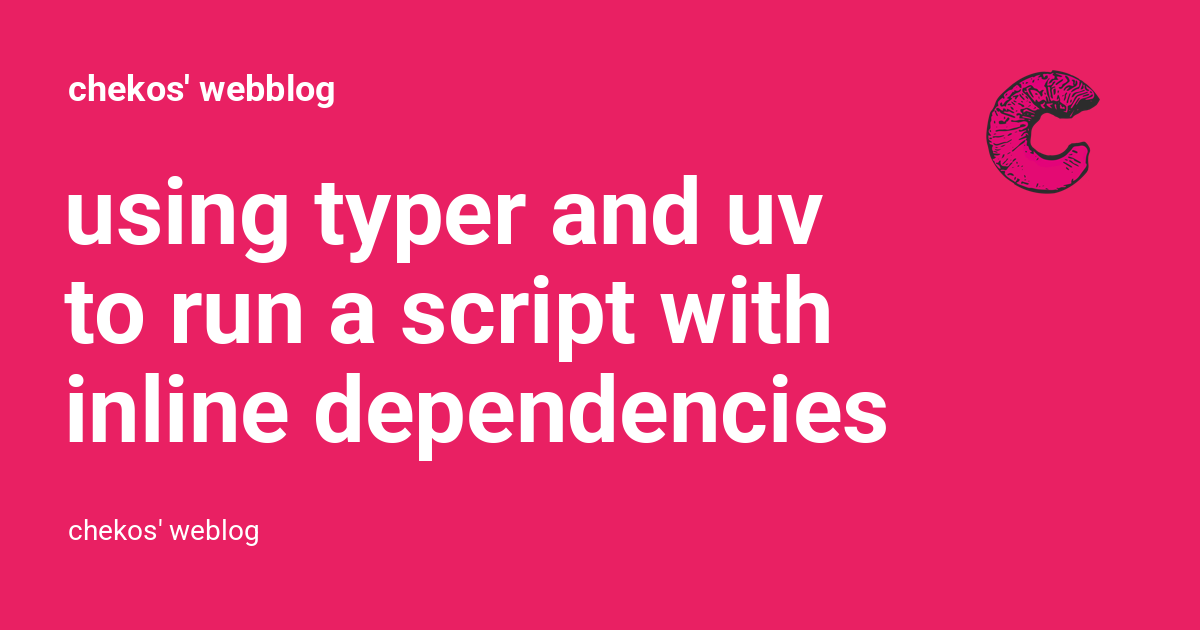 chekos' webblog
using typer and uv
to run a script with
inline dependencies
chekos' weblog